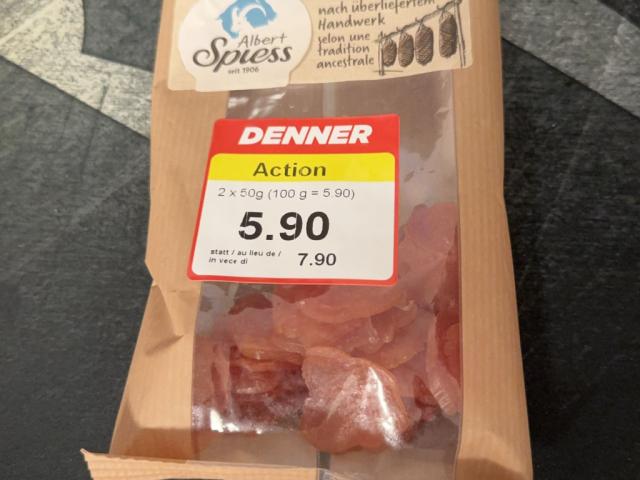 Albert
Spiess
seit 1906
nach überliefertem
Handwerk
selon une
tradition
ancestrale
DENNER
Action
2 x 50g (100 g = 5.90)
5.90
statt / au lieu de /
in vece di
7.90